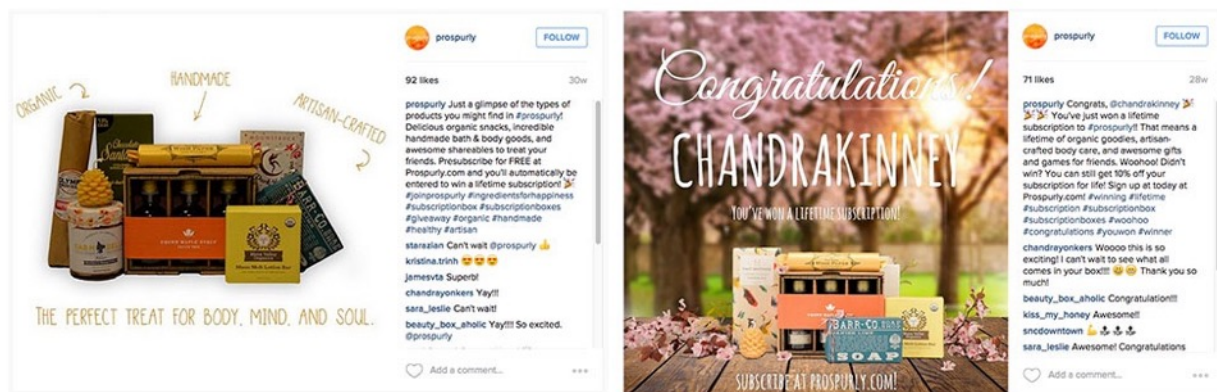 ORGANIC
HANDMADE
ARTISAN-CRAFTED
THE PERFECT TREAT FOR BODY, MIND, AND SOUL.
prospurly
FOLLOW
92 likes
30w
prospurly Just a glimpse of the types of
products you might find in #prospurly!
Delicious organic snacks, incredible
handmade bath & body goods, and
awesome shareables to treat your
friends. Presubscribe for FREE at
Prospurly.com and you'll automatically be
entered to win a lifetime subscription! 🎉
#joinprospurly #ingredientsforhappiness
#subscriptionbox #subscriptionboxes
#giveaway #organic #handmade
#healthy #artisan
starazian Can't wait @prospurly 👍
kristina.trinh 😍😍😍
jamesvta Superb!
chandrayonkers Yay!!!
sara_leslie Can't wait!
beauty_box_aholic Yay!!!! So excited.
@prospurly
Add a comment...
Congratulations!
CHANDRAKINNEY
YOU'VE WON A LIFETIME SUBSCRIPTION!
BARR-CO.
SOAP
SUBSCRIBE AT PROSPURLY.COM!
prospurly
FOLLOW
71 likes
28w
prospurly Congrats, @chandrakinney 🎉
🎉🎉 You've just won a lifetime
subscription to #prospurly!! That means a
lifetime of organic goodies, artisan-
crafted body care, and awesome gifts
and games for friends. Woohoo! Didn't
win? You can still get 10% off your
subscription for life! Sign up at today at
Prospurly.com! #winning #lifetime
#subscription #subscriptionbox
#subscriptionboxes #woohoo
#congratulations #youwon #winner
chandrayonkers Woooo this is so
exciting! I can't wait to see what all
comes in your box!!!! 😀😀 Thank you so
much!
beauty_box_aholic Congratulation!!!
kiss_my_honey Awesome!!
sncdowntown
sara_leslie Awesome! Congratulations
Add a comment...